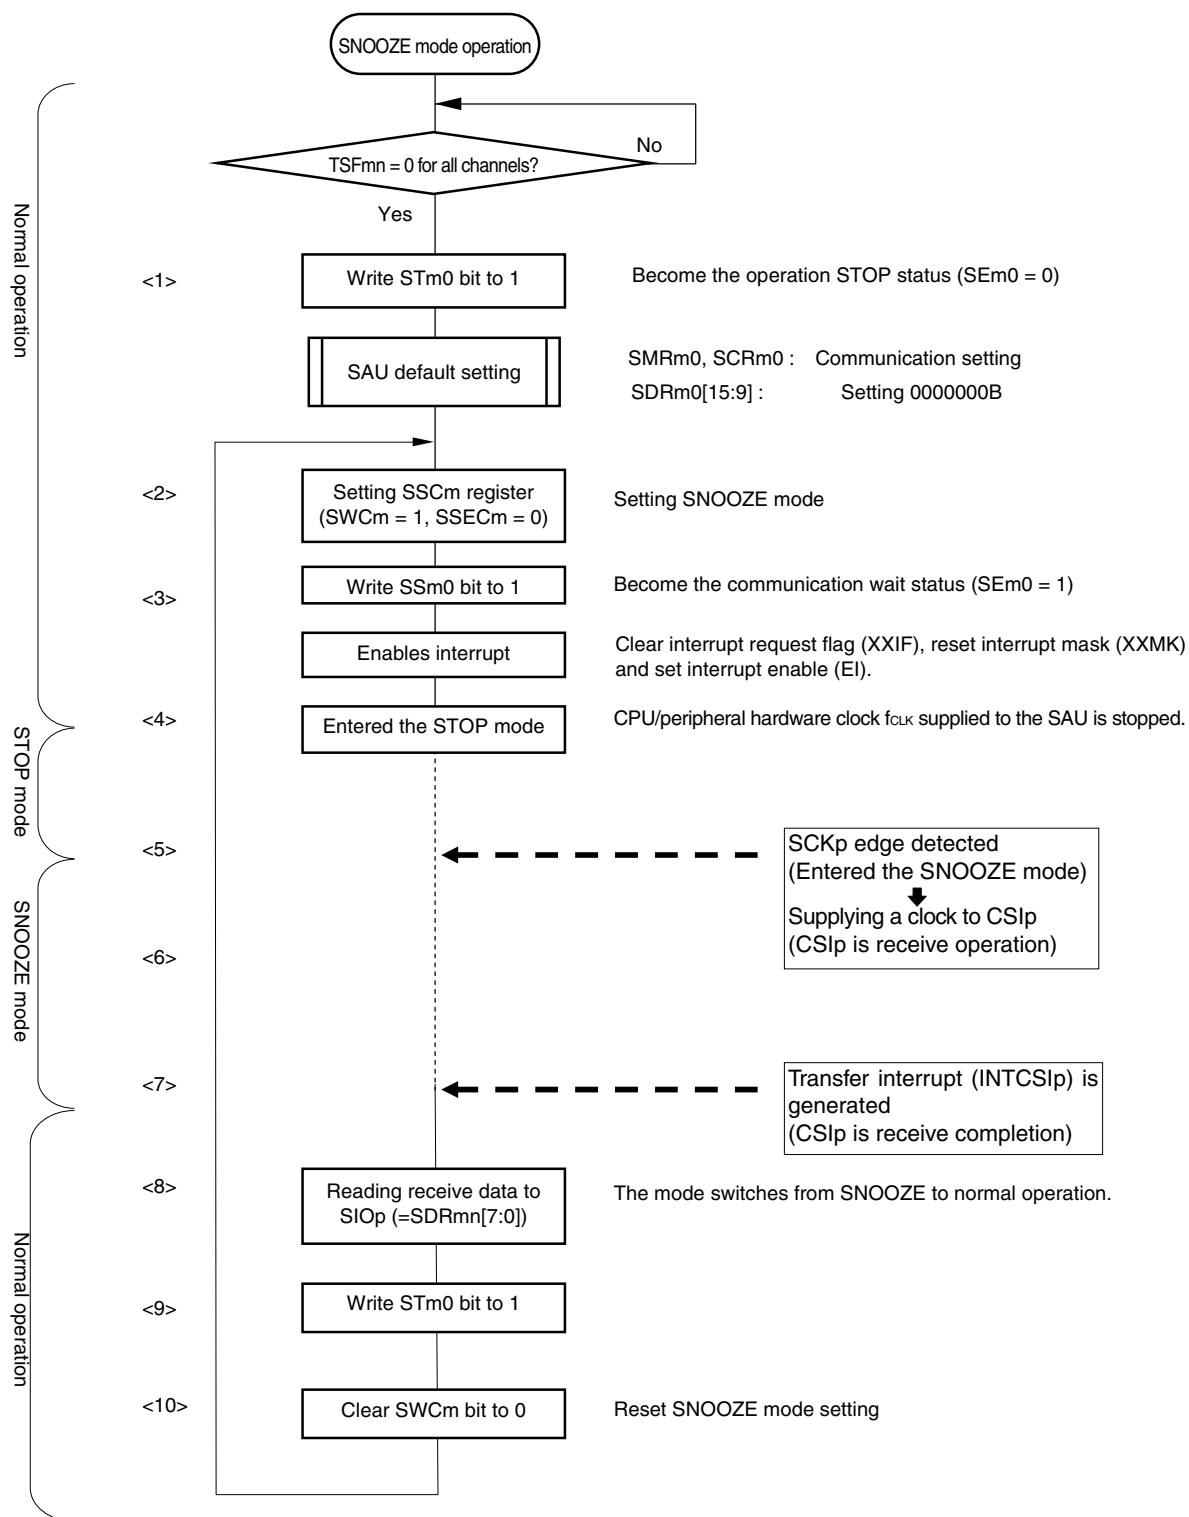 SNOOZE mode operation
No
TSFmn = 0 for all channels?
Yes
Normal operation
<1>
Write STm0 bit to 1
Become the operation STOP status (SEm0 = 0)
SAU default setting
SMRm0, SCRm0 : Communication setting
SDRm0[15:9] : Setting 0000000B
<2>
Setting SSCm register
(SWCm = 1, SSECm = 0)
Setting SNOOZE mode
<3>
Write SSm0 bit to 1
Become the communication wait status (SEm0 = 1)
Enables interrupt
Clear interrupt request flag (XXIF), reset interrupt mask (XXMK)
and set interrupt enable (EI).
<4>
Entered the STOP mode
CPU/peripheral hardware clock fCLK supplied to the SAU is stopped.
STOP mode
<5>
SCKp edge detected
(Entered the SNOOZE mode)
Supplying a clock to CSIp
(CSIp is receive operation)
SNOOZE mode
<6>
<7>
Transfer interrupt (INTCSIp) is
generated
(CSIp is receive completion)
<8>
Reading receive data to
SIOp (=SDRmn[7:0])
The mode switches from SNOOZE to normal operation.
Normal operation
<9>
Write STm0 bit to 1
<10>
Clear SWCm bit to 0
Reset SNOOZE mode setting